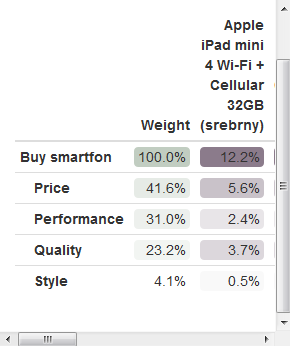 Apple
iPad mini
4 Wi-Fi +
Cellular
32GB
Weight (srebrny)
Buy smartfon 100.0% 12.2%
Price 41.6% 5.6%
Performance 31.0% 2.4%
Quality 23.2% 3.7%
Style 4.1% 0.5%